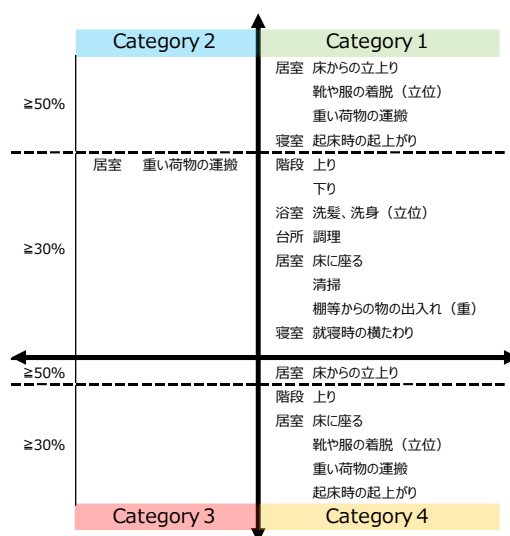 Category 2 Category 1
居室 床からの立上り
靴や服の着脱（立位）
≧50%
重い荷物の運搬
寝室 起床時の起上がり
居室 重い荷物の運搬 階段 上り
下り
浴室 洗髪、洗身（立位）
台所 調理
≧30%
居室 床に座る
清掃
棚等からの物の出入れ（重）
寝室 就寝時の横たわり
≧50% 居室 床からの立上り
階段 上り
居室 床に座る
≧30%
靴や服の着脱（立位）
重い荷物の運搬
起床時の起上がり
Category 3 Category 4